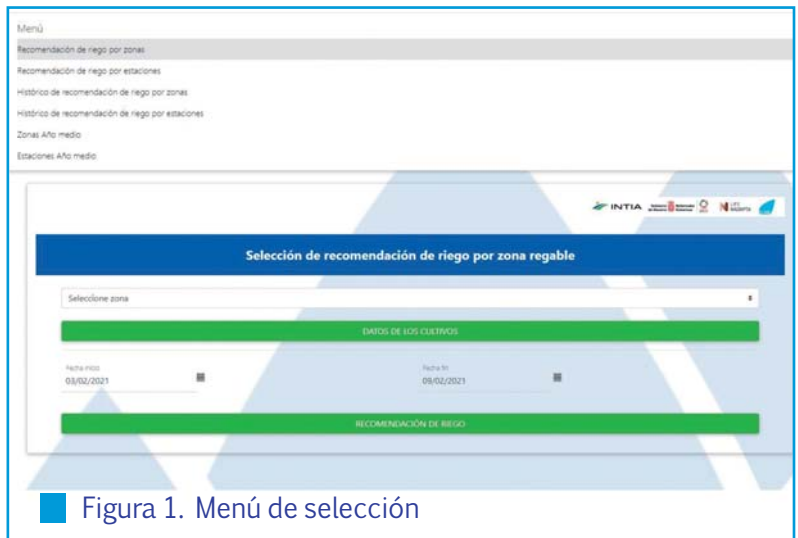 Menú
Recomendación de riego por zonas
Recomendación de riego por estaciones
Histórico de recomendación de riego por zonas
Histórico de recomendación de riego por estaciones
Zonas Año medio
Estaciones Año medio
INTIA
Selección de recomendación de riego por zona regable
Seleccione zona
DATOS DE LOS CULTIVOS
Fecha inicio
03/02/2021
Fecha fin
09/02/2021
RECOMENDACIÓN DE RIEGO
Figura 1. Menú de selección